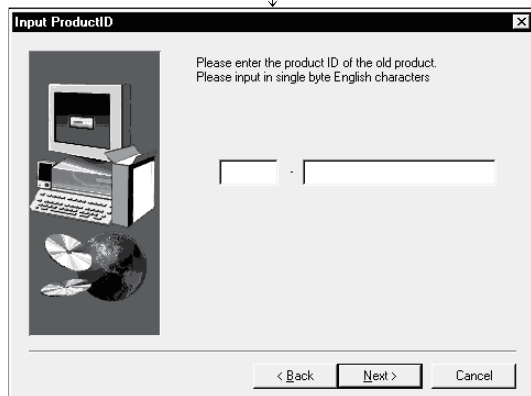 Input ProductID
Please enter the product ID of the old product.
Please input in single byte English characters
-
< Back
Next >
Cancel